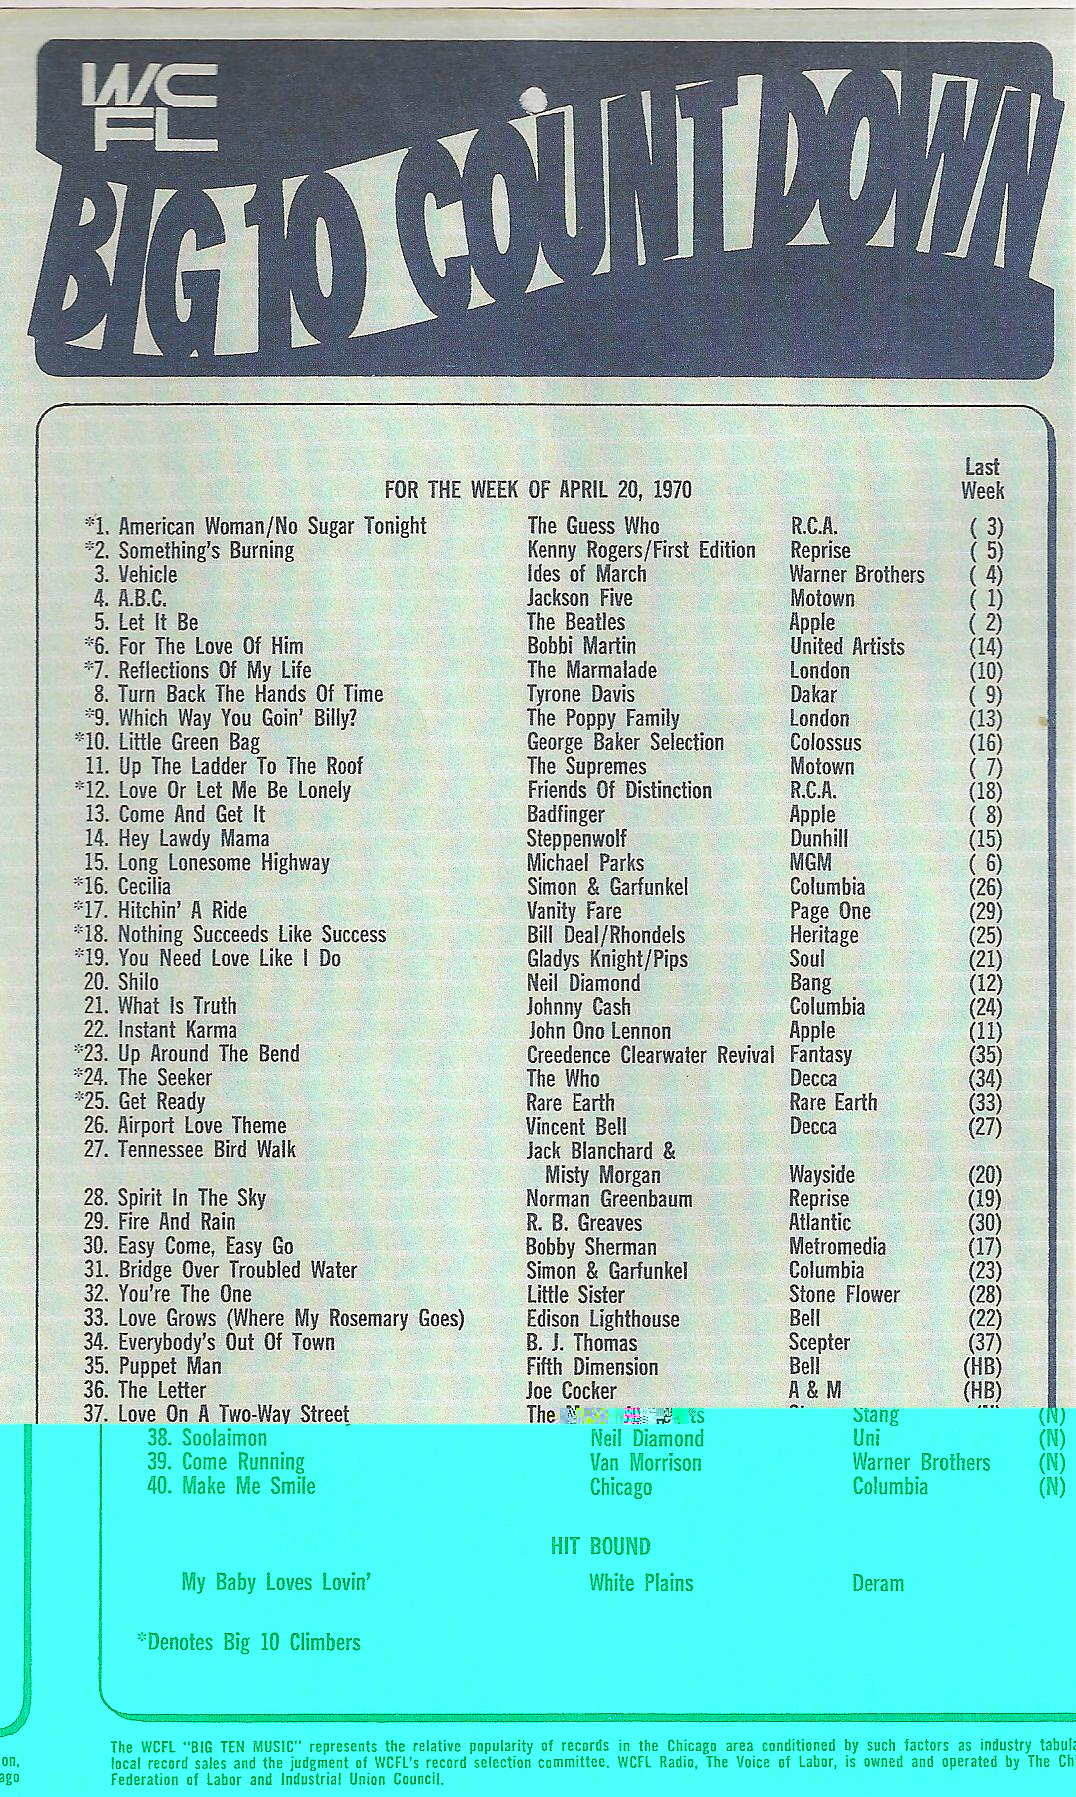 WC
FL
BIG 10 COUNT DOWN
Last
FOR THE WEEK OF APRIL 20, 1970 Week
*1. American Woman/No Sugar Tonight The Guess Who R.C.A. ( 3)
*2. Something's Burning Kenny Rogers/First Edition Reprise ( 5)
3. Vehicle Ides of March Warner Brothers ( 4)
4. A.B.C. Jackson Five Motown ( 1)
5. Let It Be The Beatles Apple ( 2)
*6. For The Love Of Him Bobbi Martin United Artists (14)
*7. Reflections Of My Life The Marmalade London (10)
8. Turn Back The Hands Of Time Tyrone Davis Dakar ( 9)
*9. Which Way You Goin' Billy? The Poppy Family London (13)
*10. Little Green Bag George Baker Selection Colossus (16)
11. Up The Ladder To The Roof The Supremes Motown ( 7)
*12. Love Or Let Me Be Lonely Friends Of Distinction R.C.A. (18)
13. Come And Get It Badfinger Apple ( 8)
14. Hey Lawdy Mama Steppenwolf Dunhill (15)
15. Long Lonesome Highway Michael Parks MGM ( 6)
*16. Cecilia Simon & Garfunkel Columbia (26)
*17. Hitchin' A Ride Vanity Fare Page One (29)
*18. Nothing Succeeds Like Success Bill Deal/Rhondels Heritage (25)
*19. You Need Love Like I Do Gladys Knight/Pips Soul (21)
20. Shilo Neil Diamond Bang (12)
21. What Is Truth Johnny Cash Columbia (24)
22. Instant Karma John Ono Lennon Apple (11)
*23. Up Around The Bend Creedence Clearwater Revival Fantasy (35)
*24. The Seeker The Who Decca (34)
*25. Get Ready Rare Earth Rare Earth (33)
26. Airport Love Theme Vincent Bell Decca (27)
27. Tennessee Bird Walk Jack Blanchard &
Misty Morgan Wayside (20)
28. Spirit In The Sky Norman Greenbaum Reprise (19)
29. Fire And Rain R. B. Greaves Atlantic (30)
30. Easy Come, Easy Go Bobby Sherman Metromedia (17)
31. Bridge Over Troubled Water Simon & Garfunkel Columbia (23)
32. You're The One Little Sister Stone Flower (28)
33. Love Grows (Where My Rosemary Goes) Edison Lighthouse Bell (22)
34. Everybody's Out Of Town B. J. Thomas Scepter (37)
35. Puppet Man Fifth Dimension Bell (HB)
36. The Letter Joe Cocker A & M (HB)
37. Love On A Two-Way Street The Stang (N)
38. Soolaimon Neil Diamond Uni (N)
39. Come Running Van Morrison Warner Brothers (N)
40. Make Me Smile Chicago Columbia (N)
HIT BOUND
My Baby Loves Lovin' White Plains Deram
*Denotes Big 10 Climbers
The WCFL "BIG TEN MUSIC" represents the relative popularity of records in the Chicago area conditioned by such factors as industry
local record sales and the judgment of WCFL's record selection committee. WCFL Radio, The Voice of Labor, is owned and operated by The
Federation of Labor and Industrial Union Council.